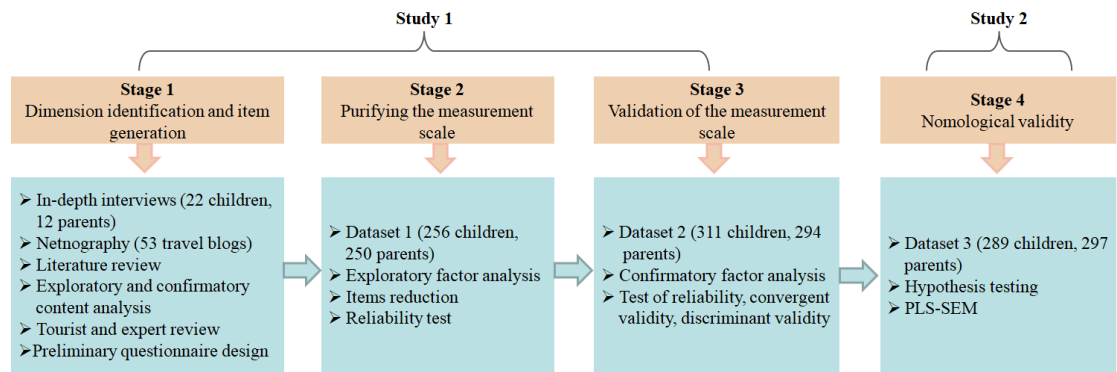 Study 1
Study 2
Stage 1
Dimension identification and item
generation
Stage 2
Purifying the measurement
scale
Stage 3
Validation of the measurement
scale
Stage 4
Nomological validity
➢ In-depth interviews (22 children,
12 parents)
➢ Netnography (53 travel blogs)
➢ Literature review
➢ Exploratory and confirmatory
content analysis
➢ Tourist and expert review
➢Preliminary questionnaire design
➢ Dataset 1 (256 children,
250 parents)
➢ Exploratory factor analysis
➢ Items reduction
➢ Reliability test
➢ Dataset 2 (311 children, 294
parents)
➢ Confirmatory factor analysis
➢ Test of reliability, convergent
validity, discriminant validity
➢ Dataset 3 (289 children, 297
parents)
➢ Hypothesis testing
➢ PLS-SEM